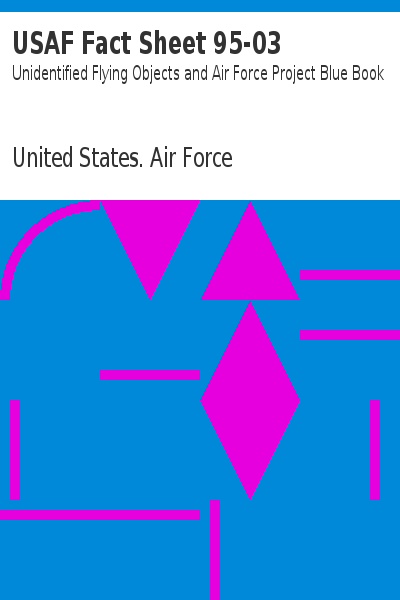 USAF Fact Sheet 95-03
Unidentified Flying Objects and Air Force Project Blue Book
United States. Air Force